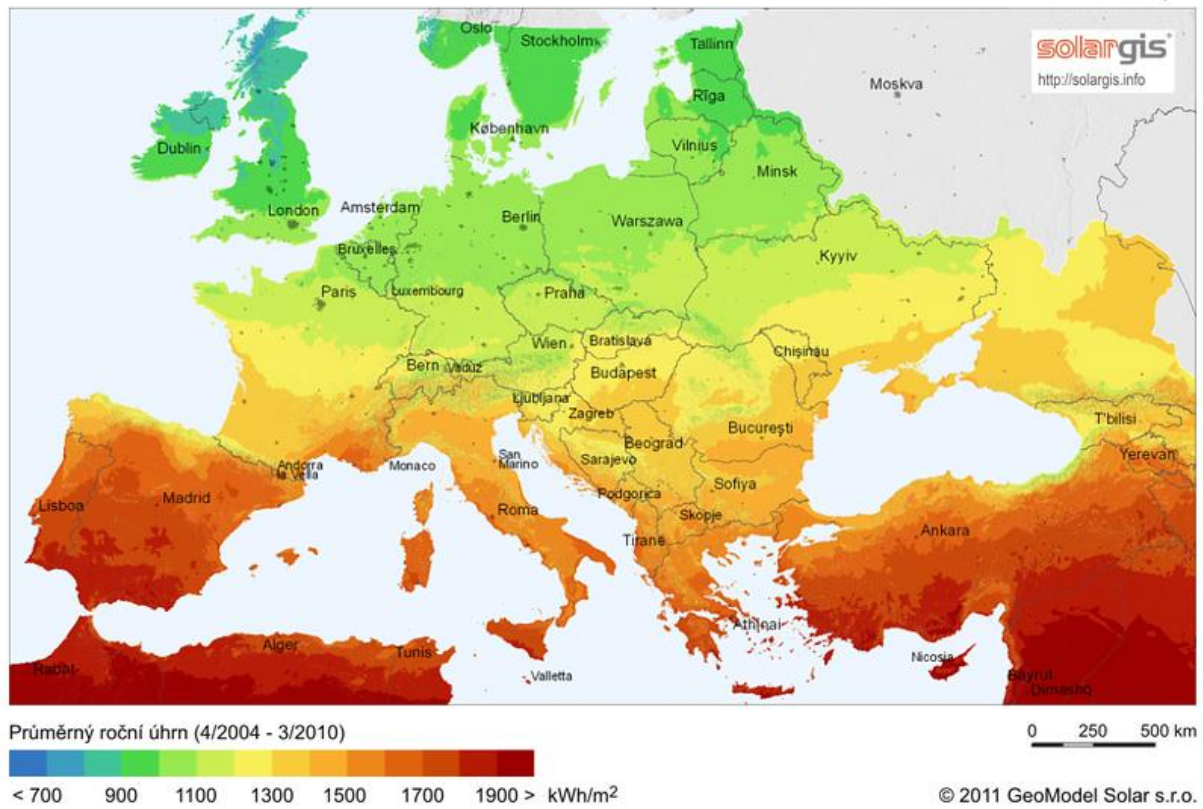 solargis
http://solargis.info
Oslo
Stockholm
Tallinn
Moskva
Rīga
København
Dublin
Vilnius
Minsk
London
Amsterdam
Berlin
Warszawa
Bruxelles
Kyyiv
Paris
Luxembourg
Praha
Wien
Bratislava
Chișinău
Bern
Vaduz
Budapest
Ljubljana
Zagreb
T'bilisi
Beograd
București
Yerevan
Andorra
la Vella
Monaco
San
Marino
Sarajevo
Podgorica
Sofiya
Lisboa
Madrid
Roma
Skopje
Ankara
Tiranë
Athínai
Alger
Tunis
Nicosia
Rabat
Valletta
Bayrut
Dimashq
Průměrný roční úhrn (4/2004 - 3/2010)
0 250 500 km
< 700 900 1100 1300 1500 1700 1900 > kWh/m²
© 2011 GeoModel Solar s.r.o.